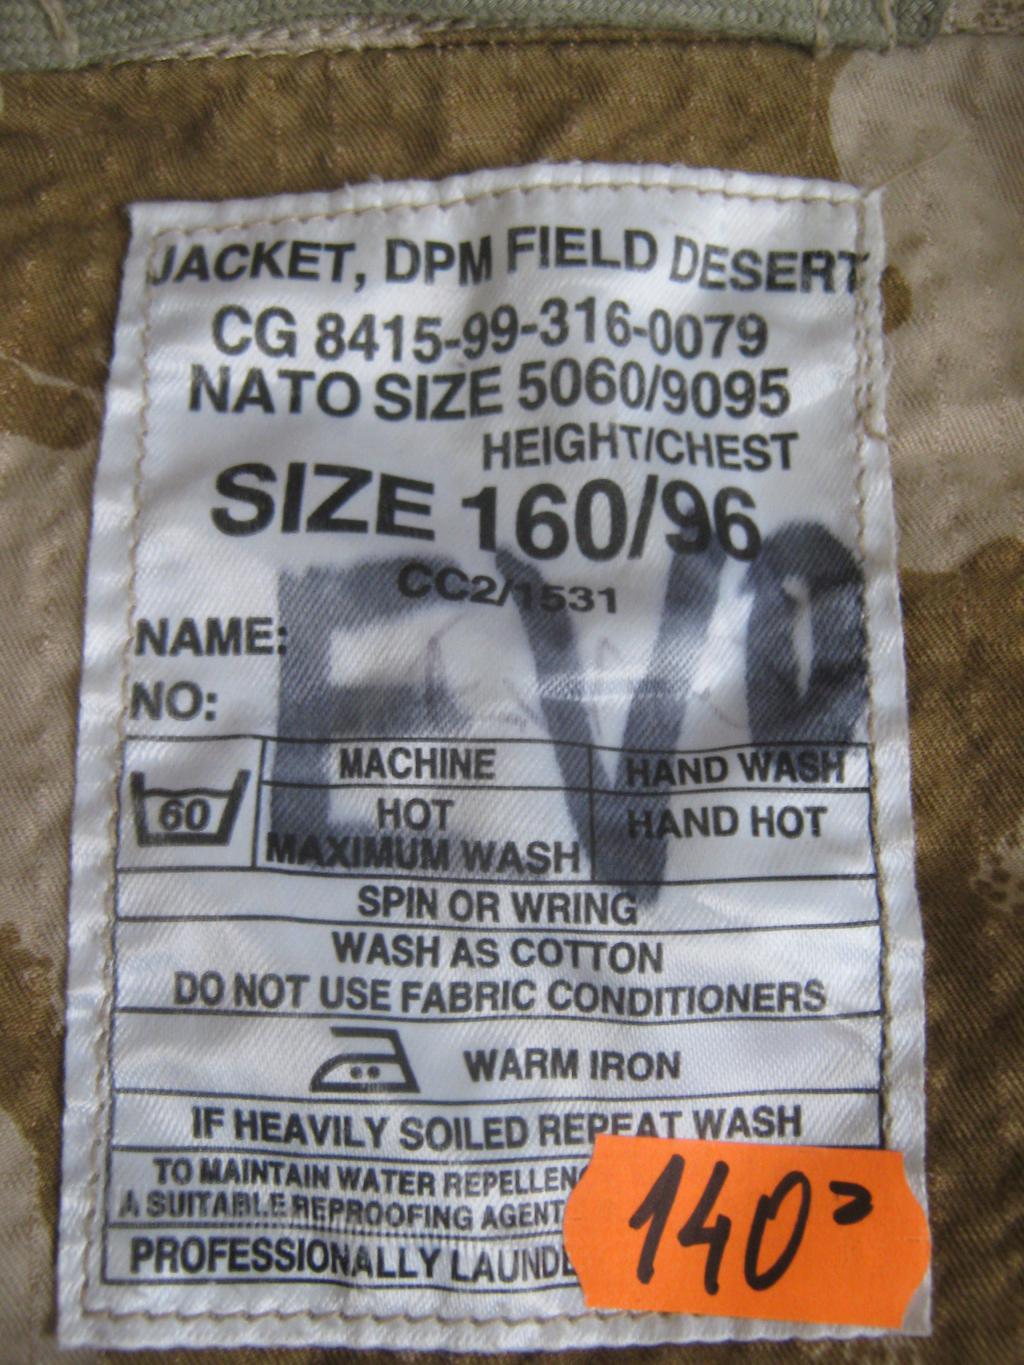 JACKET, DPM FIELD DESERT
CG 8415-99-316-0079
NATO SIZE 5060/9095
HEIGHT/CHEST
SIZE 160/96
CC2/1531
NAME:
NO:
60
MACHINE
HAND WASH
HOT
MAXIMUM WASH
HAND HOT
SPIN OR WRING
WASH AS COTTON
DO NOT USE FABRIC CONDITIONERS
WARM IRON
IF HEAVILY SOILED REPEAT WASH
TO MAINTAIN WATER
A SUITABLE REPROOFING AGENT
PROFESSIONALLY
140